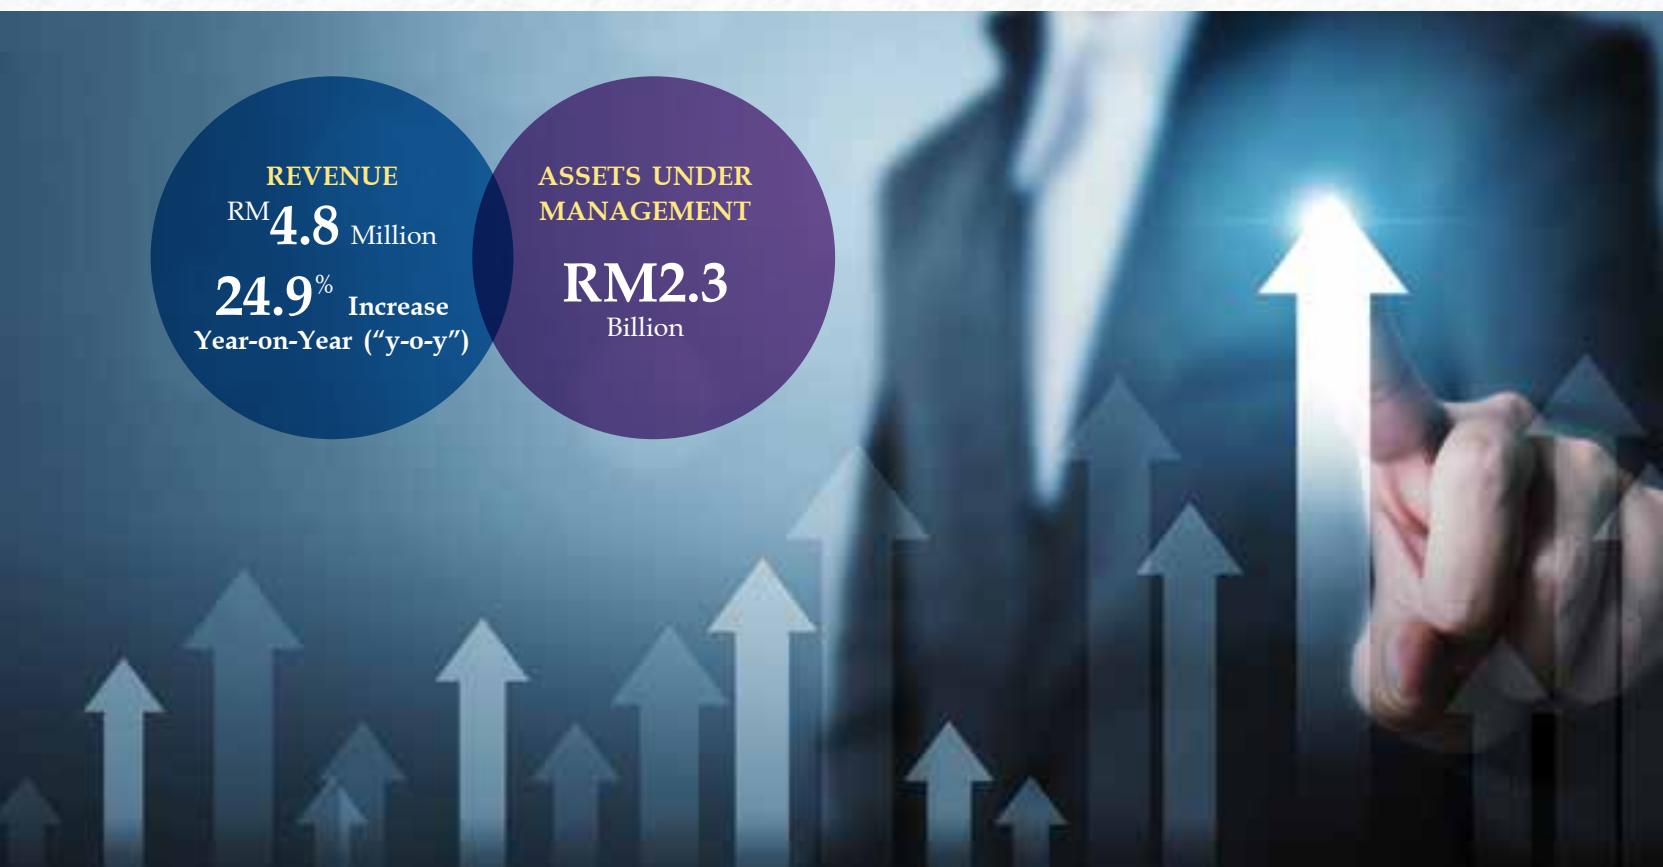 REVENUE
RM4.8 Million
24.9% Increase
Year-on-Year (“y-o-y”)
ASSETS UNDER
MANAGEMENT
RM2.3
Billion